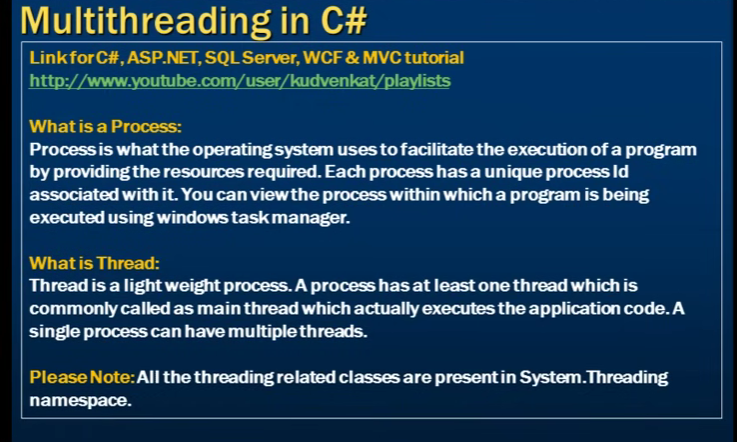 Multithreading in C#
Link for C#, ASP.NET, SQL Server, WCF & MVC tutorial
http://www.youtube.com/user/kudvenkat/playlists
What is a Process:
Process is what the operating system uses to facilitate the execution of a program
by providing the resources required. Each process has a unique process Id
associated with it. You can view the process within which a program is being
executed using windows task manager.
What is Thread:
Thread is a light weight process. A process has at least one thread which is
commonly called as main thread which actually executes the application code. A
single process can have multiple threads.
Please Note: All the threading related classes are present in System.Threading
namespace.